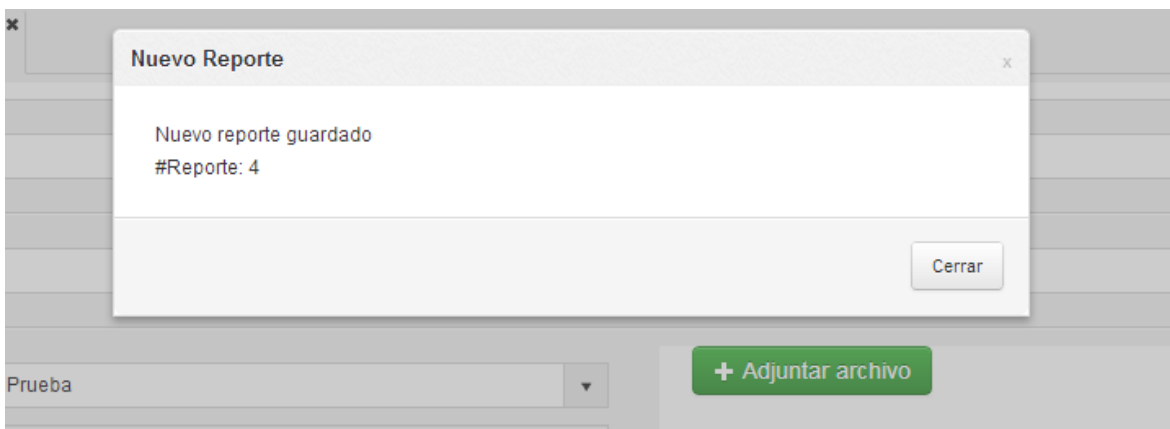 Nuevo Reporte
x
Nuevo reporte guardado
#Reporte: 4
Cerrar
Prueba
+ Adjuntar archivo